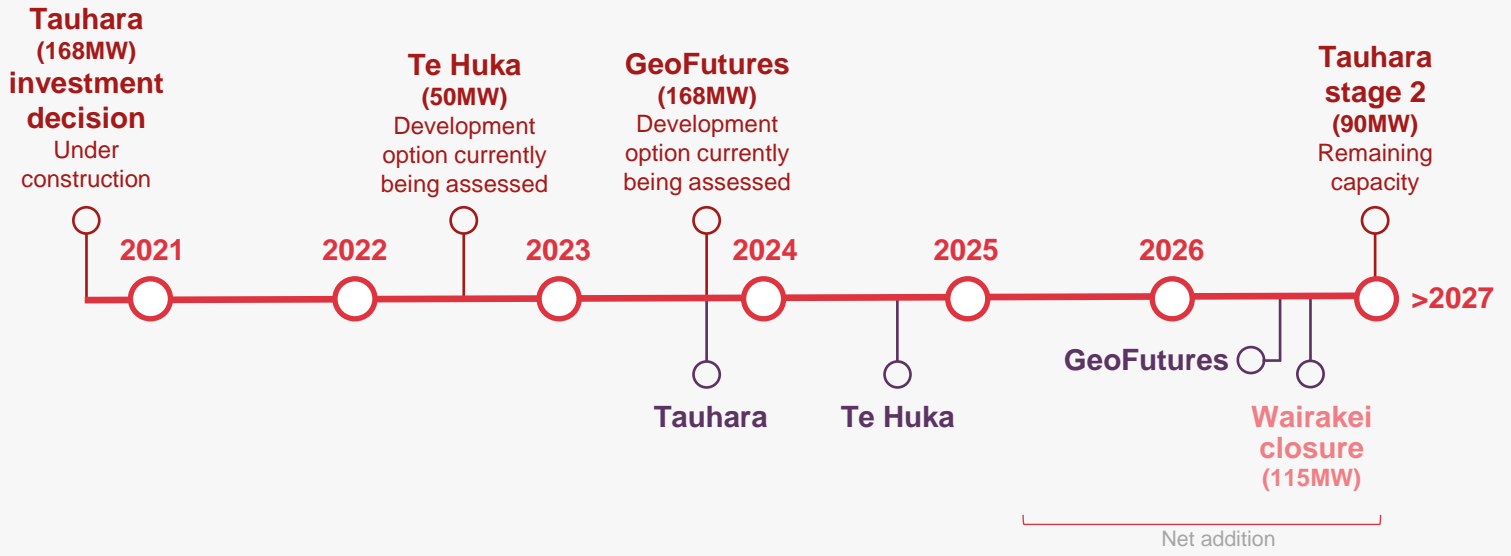 Tauhara
(168MW)
investment
decision
Under
construction
Te Huka
(50MW)
Development
option currently
being assessed
GeoFutures
(168MW)
Development
option currently
being assessed
Tauhara
stage 2
(90MW)
Remaining
capacity
2021
2022
2023
2024
2025
2026
>2027
Tauhara
Te Huka
GeoFutures
Wairakei
closure
(115MW)
Net addition